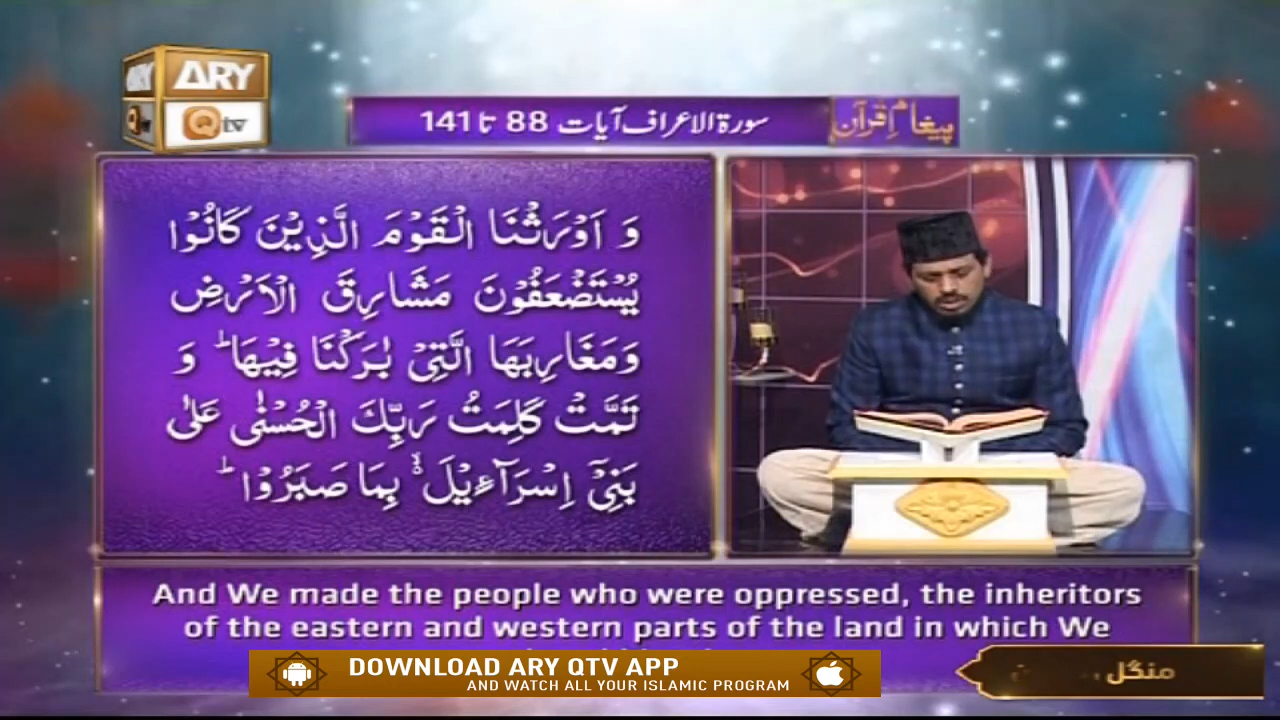 ARY
ARY
Qtv
سورۃ الاعراف آیات 88 تا 141
پیغامِ قرآن
وَ اَوْرَثْنَا الْقَوْمَ الَّذِیْنَ كَانُوْا
یُسْتَضْعَفُوْنَ مَشَارِقَ الْاَرْضِ
وَمَغَارِبَهَا الَّتِیْ بٰرَكْنَا فِیْهَاؕ وَ
تَمَّتْ كَلِمَتُ رَبِّكَ الْحُسْنٰى عَلٰى
بَنِیْۤ اِسْرَآءِیْلَ ۙ۬ بِمَا صَبَرُوْاؕ
And We made the people who were oppressed, the inheritors
of the eastern and western parts of the land in which We
DOWNLOAD ARY QTV APP
AND WATCH ALL YOUR ISLAMIC PROGRAM
منگل